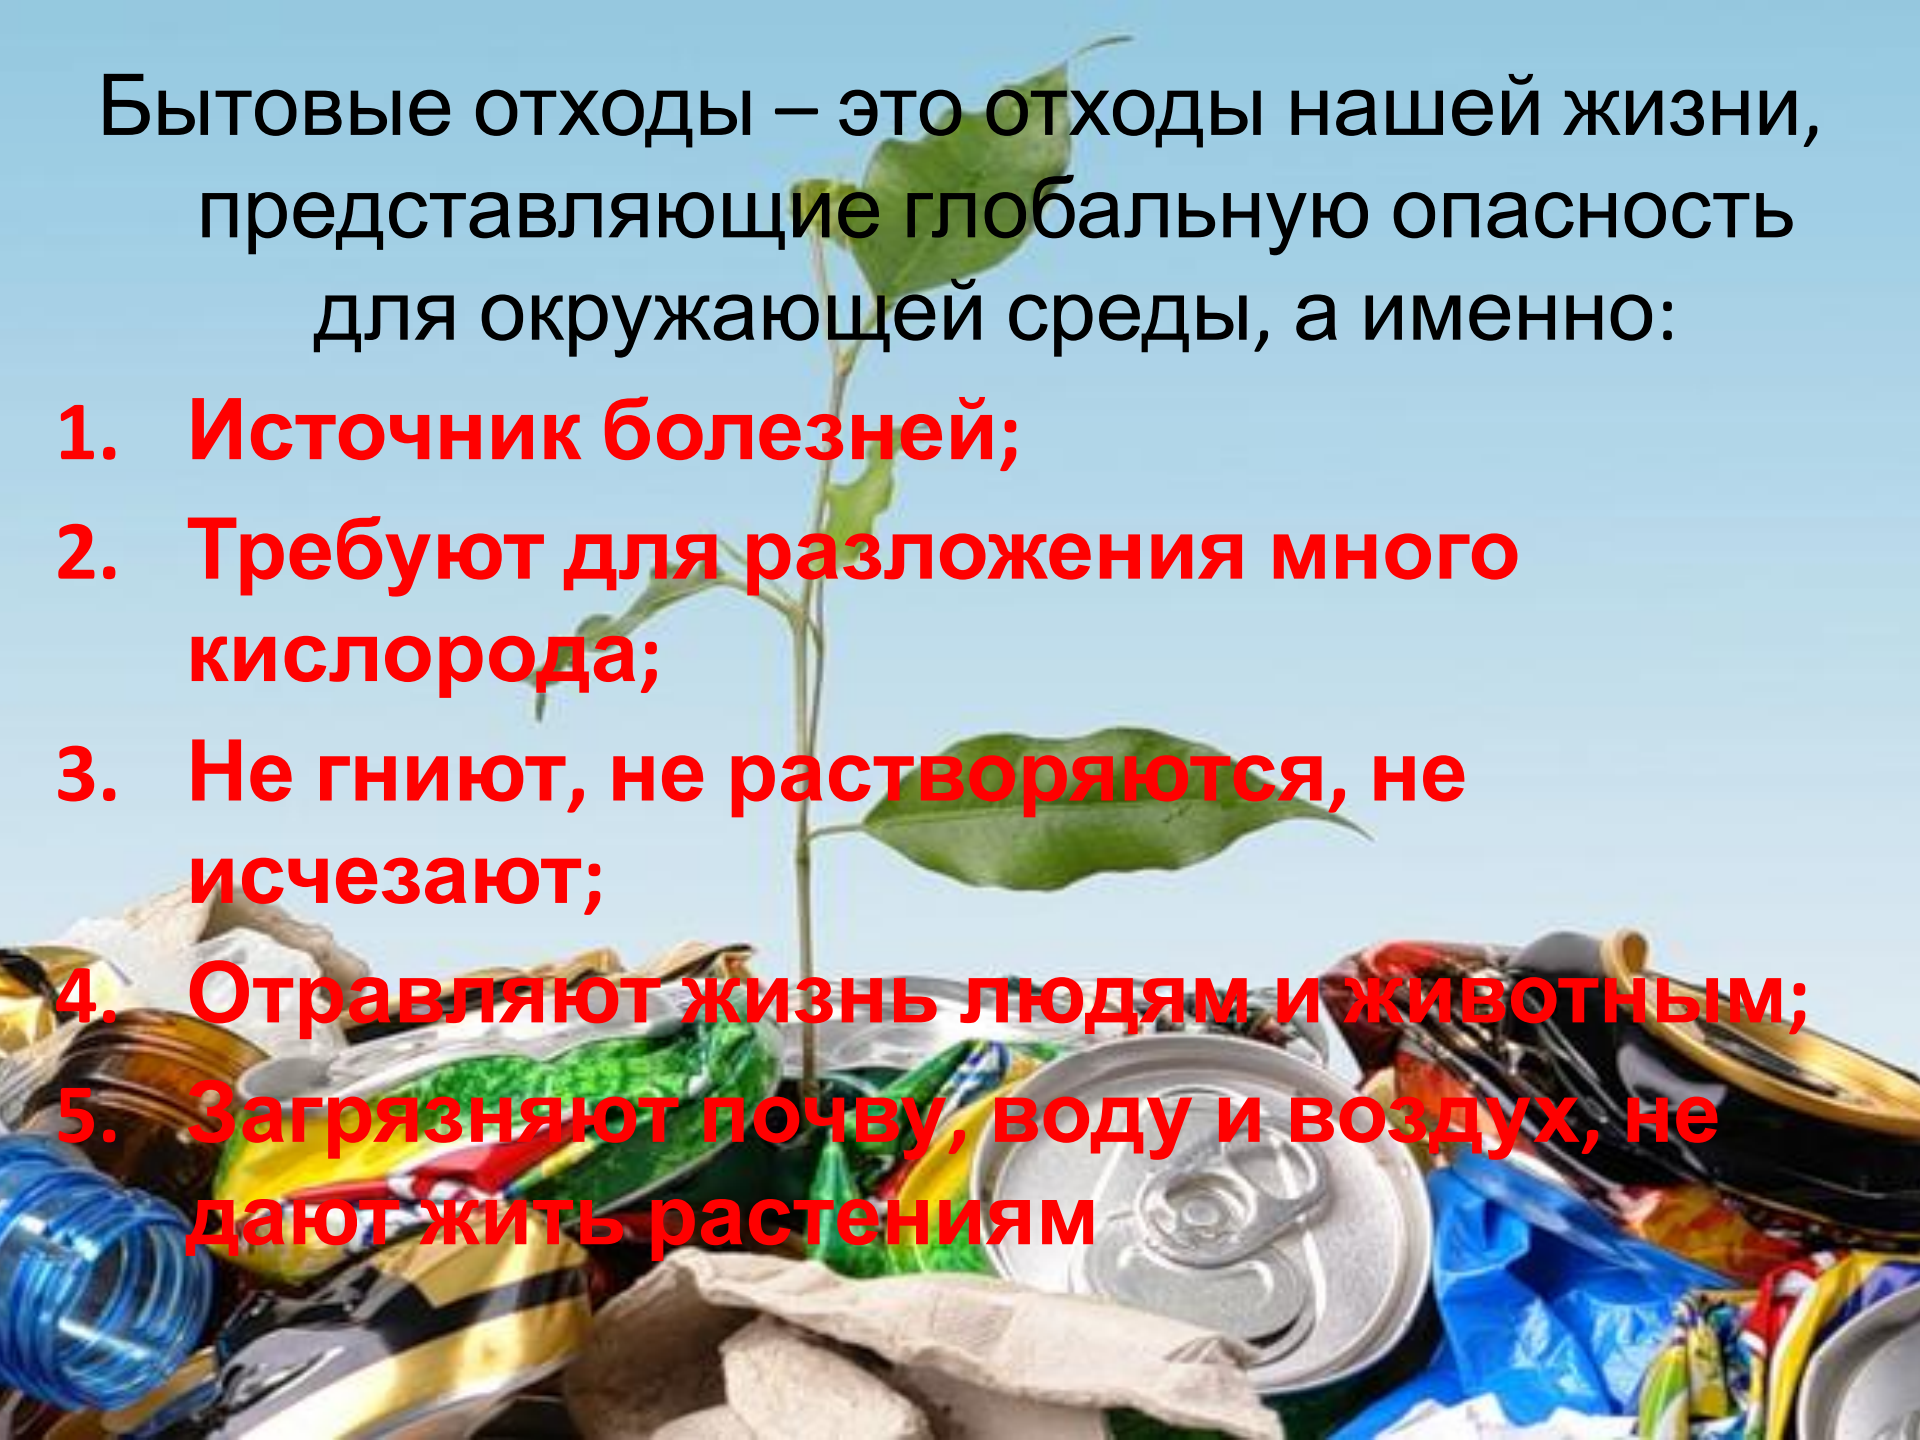 Бытовые отходы – это отходы нашей жизни,
представляющие глобальную опасность
для окружающей среды, а именно:
1. Источник болезней;
2. Требуют для разложения много
кислорода;
3. Не гниют, не растворяются, не
исчезают;
4. Отравляют жизнь людям и животным;
5. Загрязняют почву, воду и воздух, не
дают жить растениям